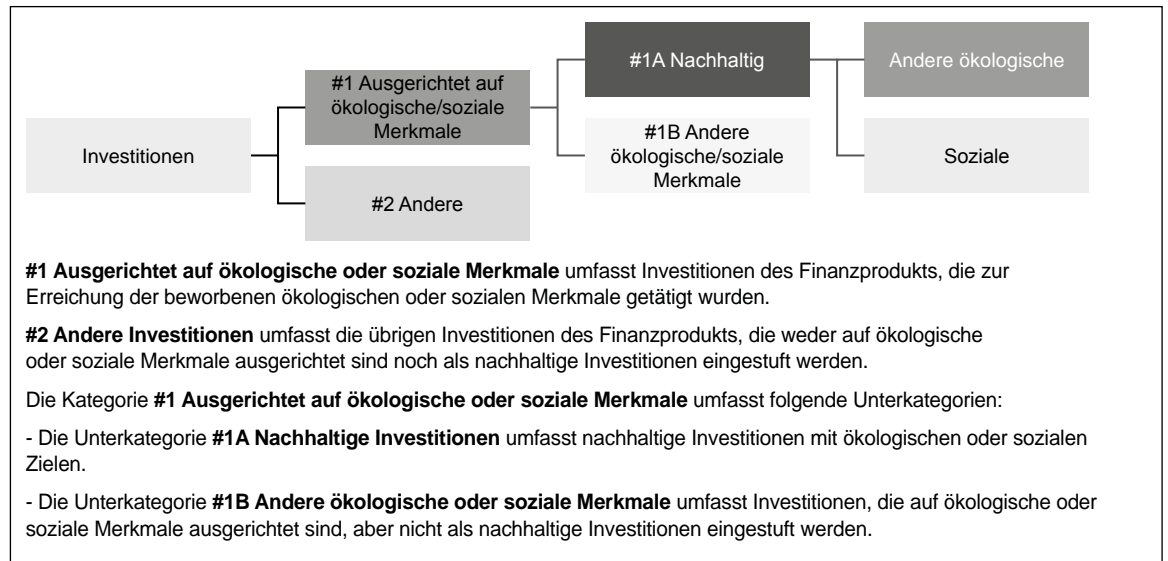 #1A Nachhaltig
Andere ökologische
#1 Ausgerichtet auf
ökologische/soziale
Merkmale
Investitionen
#1B Andere
ökologische/soziale
Merkmale
Soziale
#2 Andere
#1 Ausgerichtet auf ökologische oder soziale Merkmale umfasst Investitionen des Finanzprodukts, die zur
Erreichung der beworbenen ökologischen oder sozialen Merkmale getätigt wurden.
#2 Andere Investitionen umfasst die übrigen Investitionen des Finanzprodukts, die weder auf ökologische
oder soziale Merkmale ausgerichtet sind noch als nachhaltige Investitionen eingestuft werden.
Die Kategorie #1 Ausgerichtet auf ökologische oder soziale Merkmale umfasst folgende Unterkategorien:
- Die Unterkategorie #1A Nachhaltige Investitionen umfasst nachhaltige Investitionen mit ökologischen oder sozialen
Zielen.
- Die Unterkategorie #1B Andere ökologische oder soziale Merkmale umfasst Investitionen, die auf ökologische oder
soziale Merkmale ausgerichtet sind, aber nicht als nachhaltige Investitionen eingestuft werden.